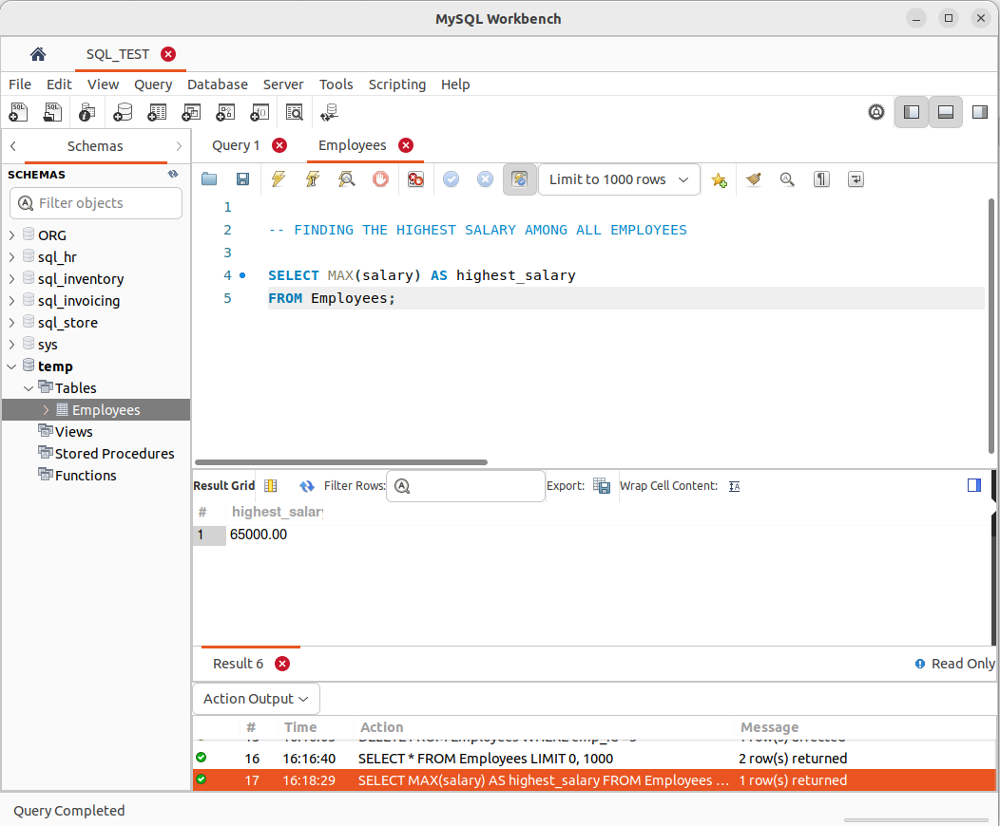 MySQL Workbench
SQL_TEST
File Edit View Query Database Server Tools Scripting Help
Schemas
Query 1
Employees
SCHEMAS
Filter objects
Limit to 1000 rows
ORG
sql_hr
sql_inventory
sql_invoicing
sql_store
sys
temp
Tables
Employees
Views
Stored Procedures
Functions
1
2 -- FINDING THE HIGHEST SALARY AMONG ALL EMPLOYEES
3
4 SELECT MAX(salary) AS highest_salary
5 FROM Employees;
Result Grid Filter Rows: Export: Wrap Cell Content:
# highest_salary
1 65000.00
Result 6
Read Only
Action Output
# Time Action Message
16 16:16:40 SELECT * FROM Employees LIMIT 0, 1000 2 row(s) returned
17 16:18:29 SELECT MAX(salary) AS highest_salary FROM Employees ... 1 row(s) returned
Query Completed